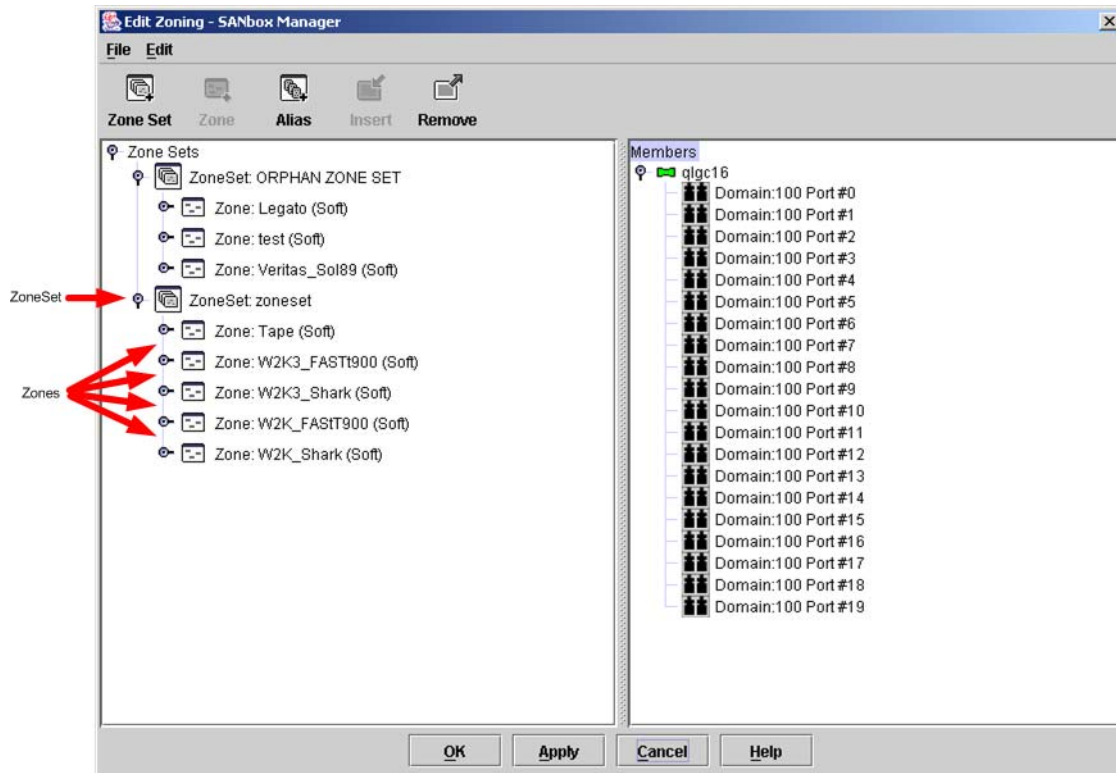 Edit Zoning - SANbox Manager
File Edit
Zone Set Zone Alias Insert Remove
Zone Sets
ZoneSet: ORPHAN ZONE SET
Zone: Legato (Soft)
Zone: test (Soft)
Zone: Veritas_Sol89 (Soft)
ZoneSet
ZoneSet: zoneset
Zone: Tape (Soft)
Zone: W2K3_FASTt900 (Soft)
Zones
Zone: W2K3_Shark (Soft)
Zone: W2K_FAStT900 (Soft)
Zone: W2K_Shark (Soft)
Members
qlgc16
Domain:100 Port #0
Domain:100 Port #1
Domain:100 Port #2
Domain:100 Port #3
Domain:100 Port #4
Domain:100 Port #5
Domain:100 Port #6
Domain:100 Port #7
Domain:100 Port #8
Domain:100 Port #9
Domain:100 Port #10
Domain:100 Port #11
Domain:100 Port #12
Domain:100 Port #13
Domain:100 Port #14
Domain:100 Port #15
Domain:100 Port #16
Domain:100 Port #17
Domain:100 Port #18
Domain:100 Port #19
OK Apply Cancel Help